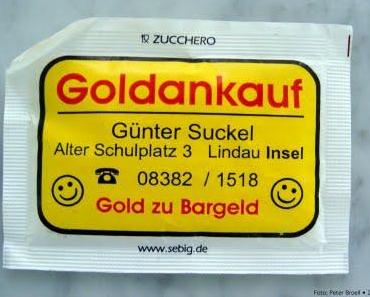 ZUCCHERO
Goldankauf
Günter Suckel
Alter Schulplatz 3 Lindau Insel
☎ 08382 / 1518
Gold zu Bargeld
www.sebig.de
Foto: Peter Broell • 2